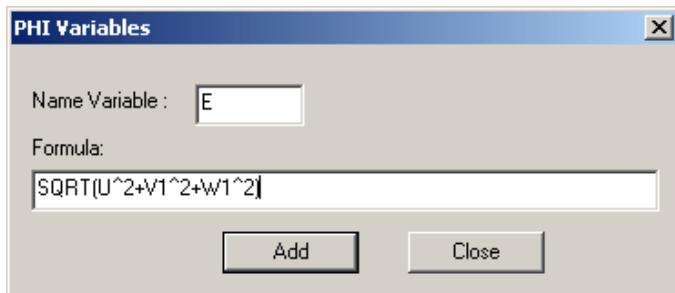 PHI Variables
Name Variable : E
Formula:
SQRT(U^2+V1^2+W1^2)
Add Close